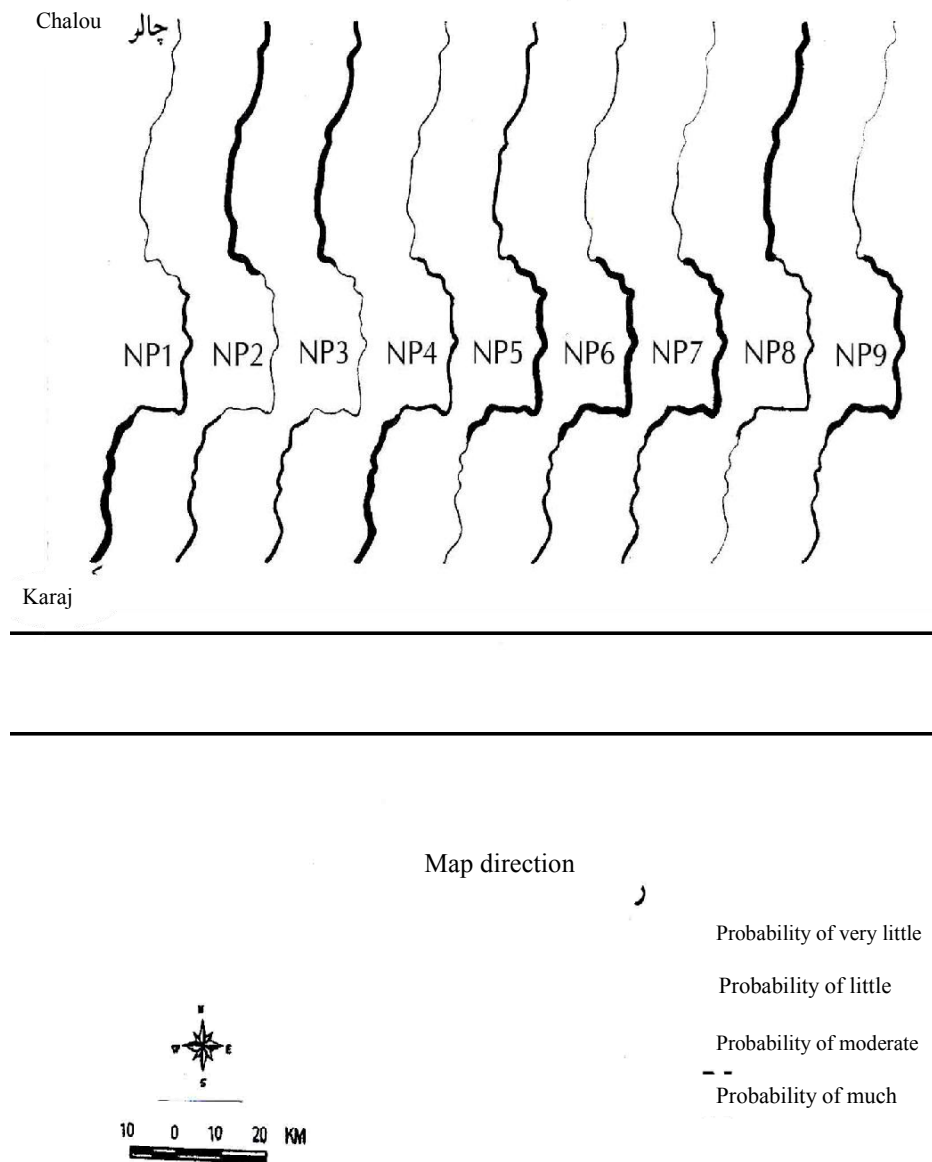 Chalou چالو
NP1 NP2 NP3 NP4 NP5 NP6 NP7 NP8 NP9
Karaj
Map direction
ر
Probability of very little
Probability of little
Probability of moderate
Probability of much
N
W E
S
10 0 10 20 KM